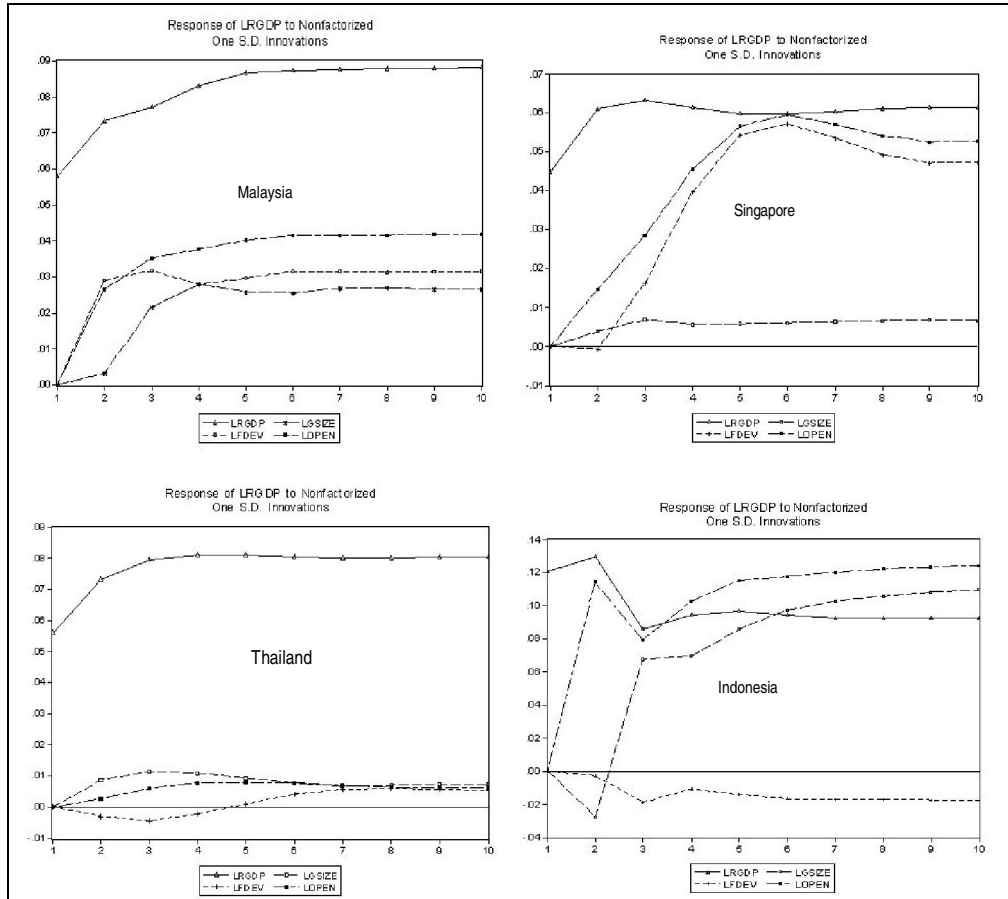 Response of LRGDP to Nonfactorized
One S.D. Innovations
.09
.08
.07
.06
.05
.04
.03
.02
.01
.00
Malaysia
1 2 3 4 5 6 7 8 9 10
LRGDP LGSIZE
LFDEV LOPEN
Response of LRGDP to Nonfactorized
One S.D. Innovations
.07
.06
.05
.04
.03
.02
.01
.00
-.01
Singapore
1 2 3 4 5 6 7 8 9 10
LRGDP LGSIZE
LFDEV LOPEN
Response of LRGDP to Nonfactorized
One S.D. Innovations
.09
.08
.07
.06
.05
.04
.03
.02
.01
.00
-.01
Thailand
1 2 3 4 5 6 7 8 9 10
LRGDP LGSIZE
LFDEV LOPEN
Response of LRGDP to Nonfactorized
One S.D. Innovations
.14
.12
.10
.08
.06
.04
.02
.00
-.02
-.04
Indonesia
1 2 3 4 5 6 7 8 9 10
LRGDP LGSIZE
LFDEV LOPEN